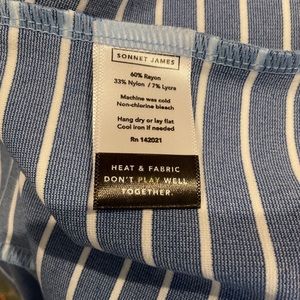 SONNET JAMES
60% Rayon
33% Nylon / 7% Lycra
Machine was cold
Non-chlorine bleach
Hang dry or lay flat
Cool iron if needed
Rn 142021
HEAT & FABRIC
DON'T PLAY WELL
TOGETHER.